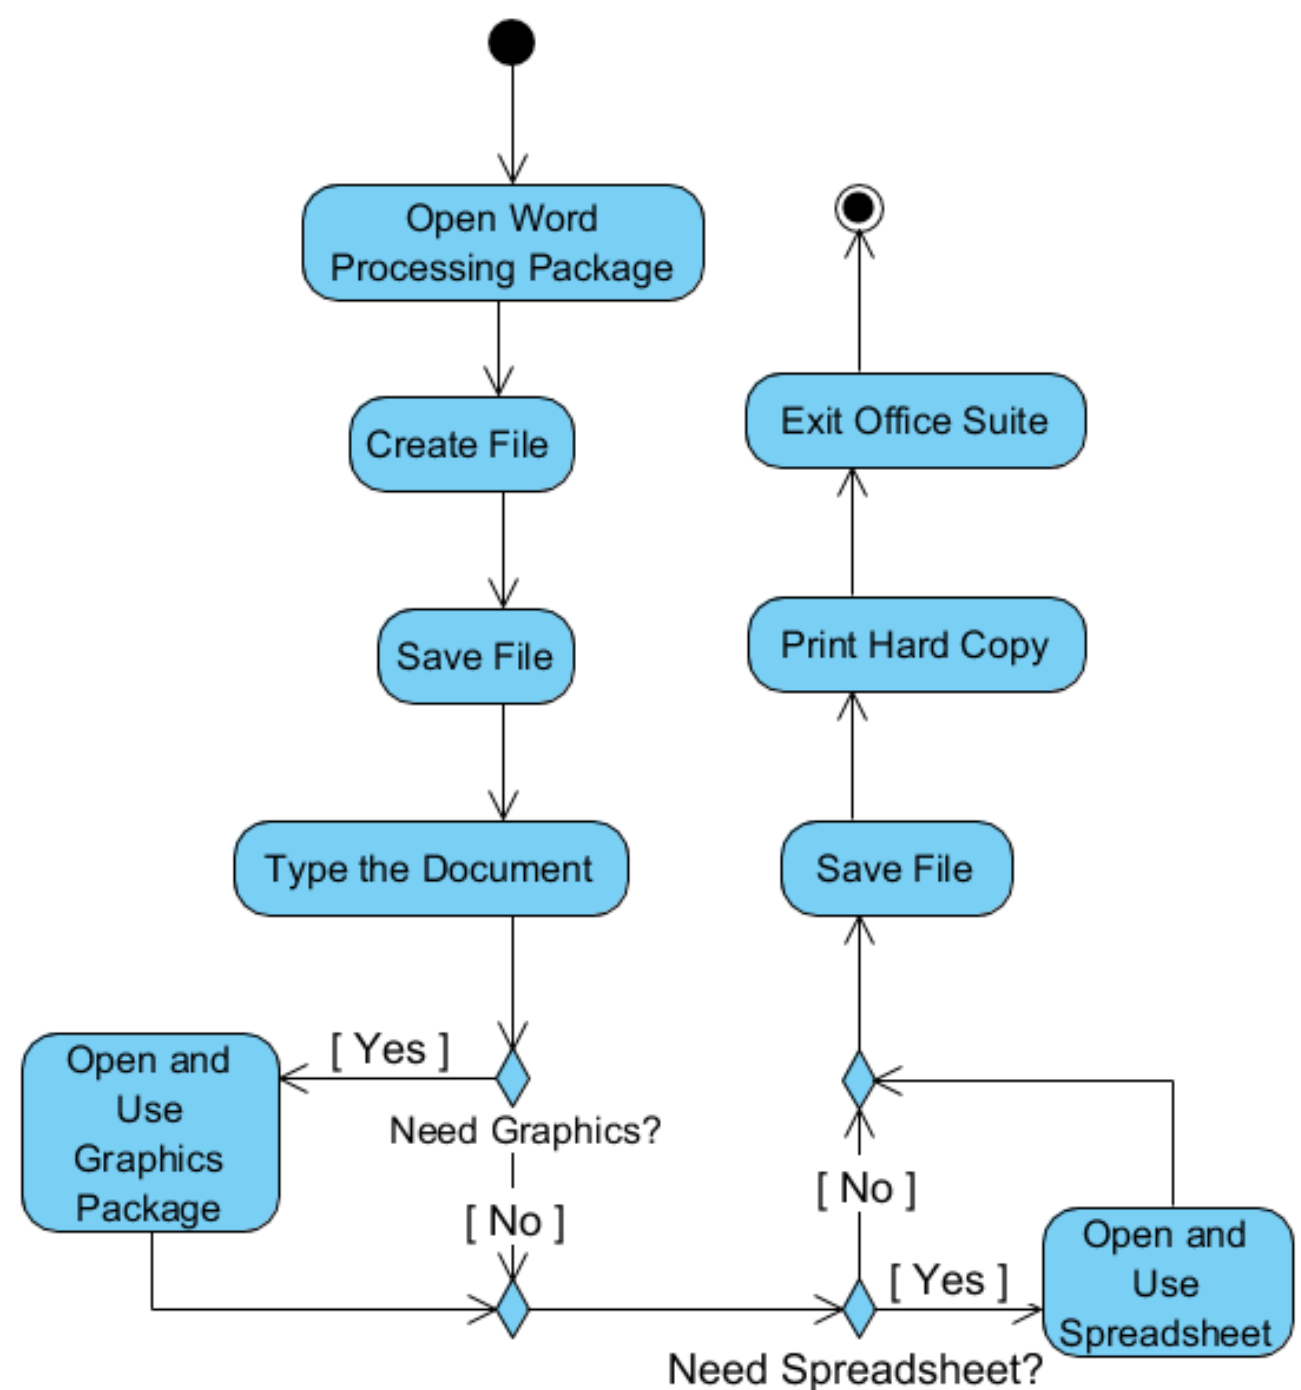 Open Word
Processing Package
Create File
Save File
Type the Document
[ Yes ]
Need Graphics?
[ No ]
Open and
Use
Graphics
Package
Need Spreadsheet?
[ Yes ]
Open and
Use
Spreadsheet
[ No ]
Save File
Print Hard Copy
Exit Office Suite